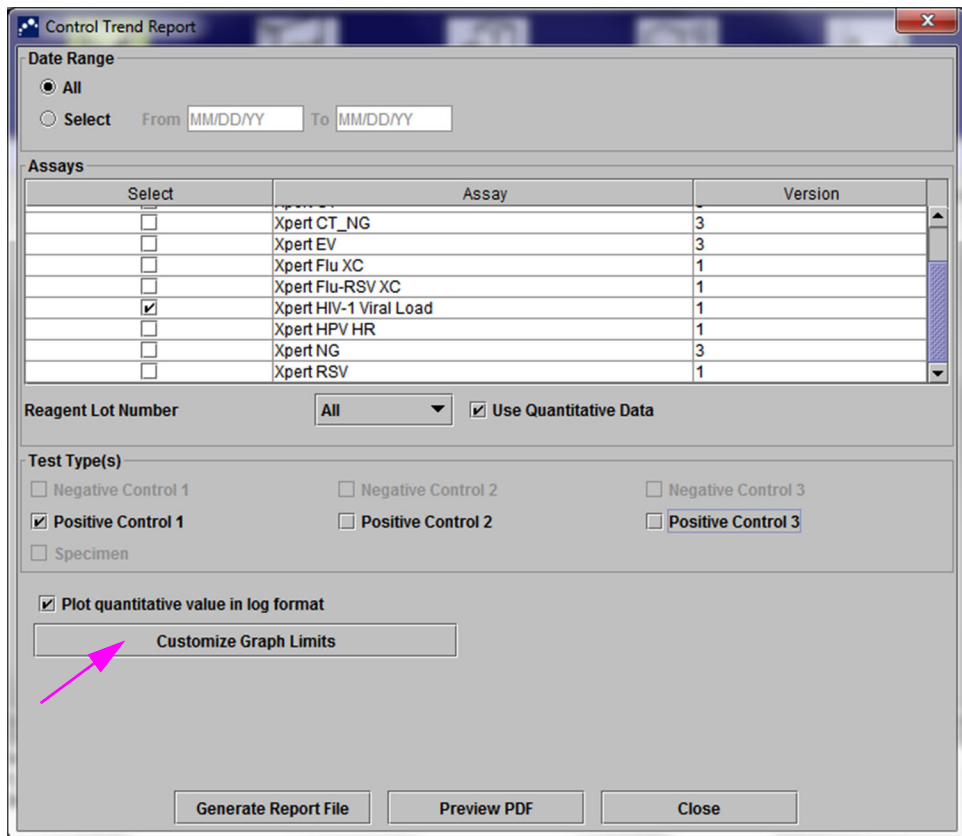 Control Trend Report
Date Range
All
Select From MM/DD/YY To MM/DD/YY
Assays
Select Assay Version
Xpert CT_NG 3
Xpert EV 3
Xpert Flu XC 1
Xpert Flu-RSV XC 1
Xpert HIV-1 Viral Load 1
Xpert HPV HR 1
Xpert NG 3
Xpert RSV 1
Reagent Lot Number All Use Quantitative Data
Test Type(s)
Negative Control 1 Negative Control 2 Negative Control 3
Positive Control 1 Positive Control 2 Positive Control 3
Specimen
Plot quantitative value in log format
Customize Graph Limits
Generate Report File Preview PDF Close